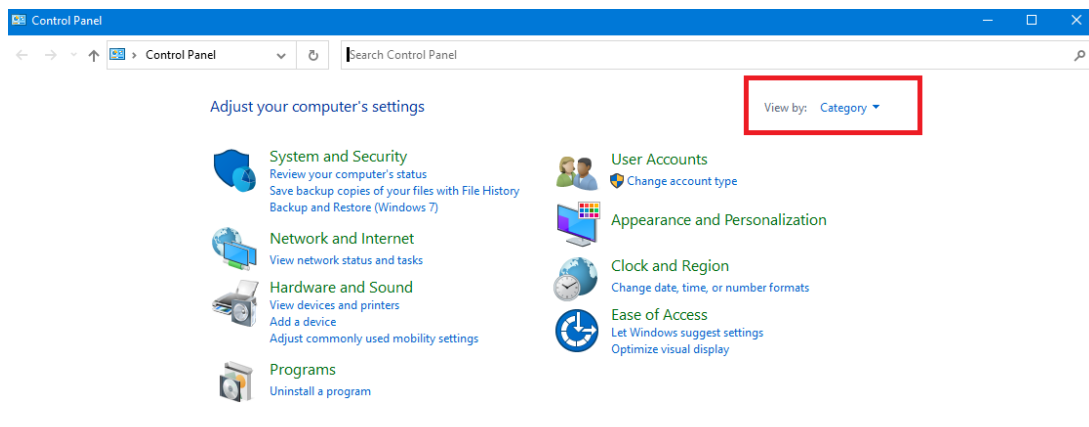 Control Panel
Control Panel
Search Control Panel
Adjust your computer's settings
View by: Category
System and Security
Review your computer's status
Save backup copies of your files with File History
Backup and Restore (Windows 7)
Network and Internet
View network status and tasks
Hardware and Sound
View devices and printers
Add a device
Adjust commonly used mobility settings
Programs
Uninstall a program
User Accounts
Change account type
Appearance and Personalization
Clock and Region
Change date, time, or number formats
Ease of Access
Let Windows suggest settings
Optimize visual display